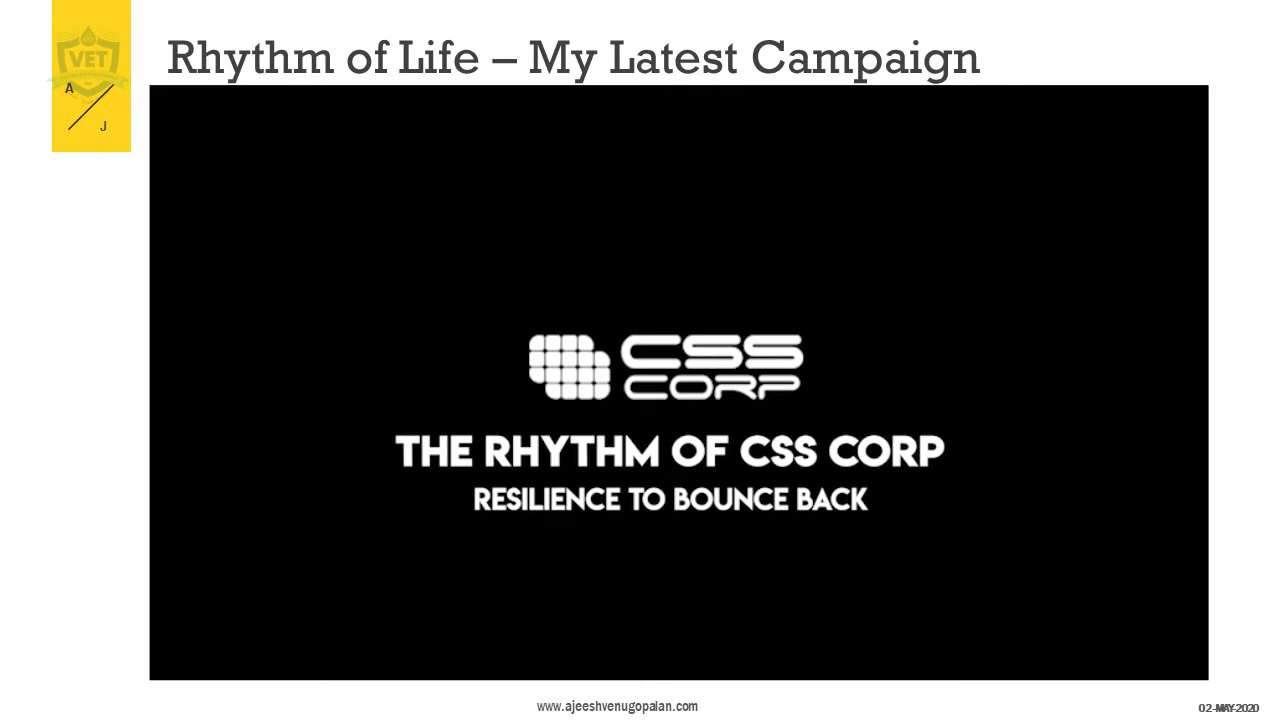 Rhythm of Life – My Latest Campaign
VET
A
J
CSS
CORP
THE RHYTHM OF CSS CORP
RESILIENCE TO BOUNCE BACK
www.ajeeshvenugopalan.com
02-MAY-2020